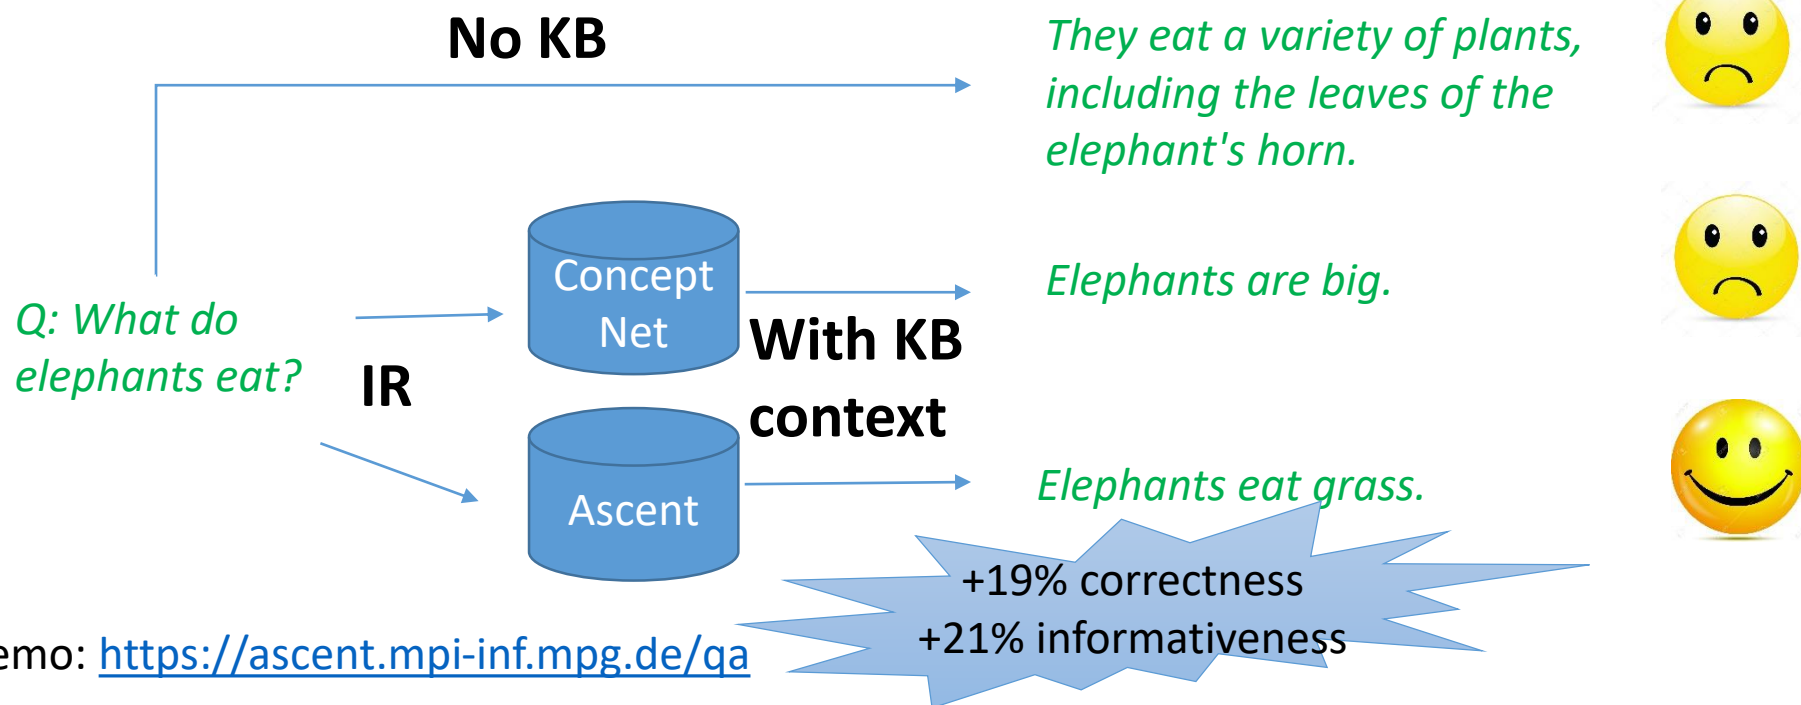 No KB
They eat a variety of plants,
including the leaves of the
elephant's horn.
Concept
Net
Elephants are big.
Q: What do
elephants eat?
IR
With KB
context
Ascent
Elephants eat grass.
+19% correctness
+21% informativeness
emo: https://ascent.mpi-inf.mpg.de/qa